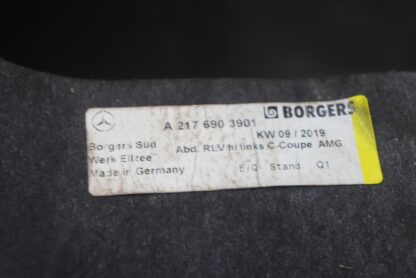 A 217 690 3901 BORGERS
KW 09 / 2019
Borgers Süd Abd. RLV hi links C-Coupe AMG
Werk Ellzee
Made in Germany E/Q- Stand Q1